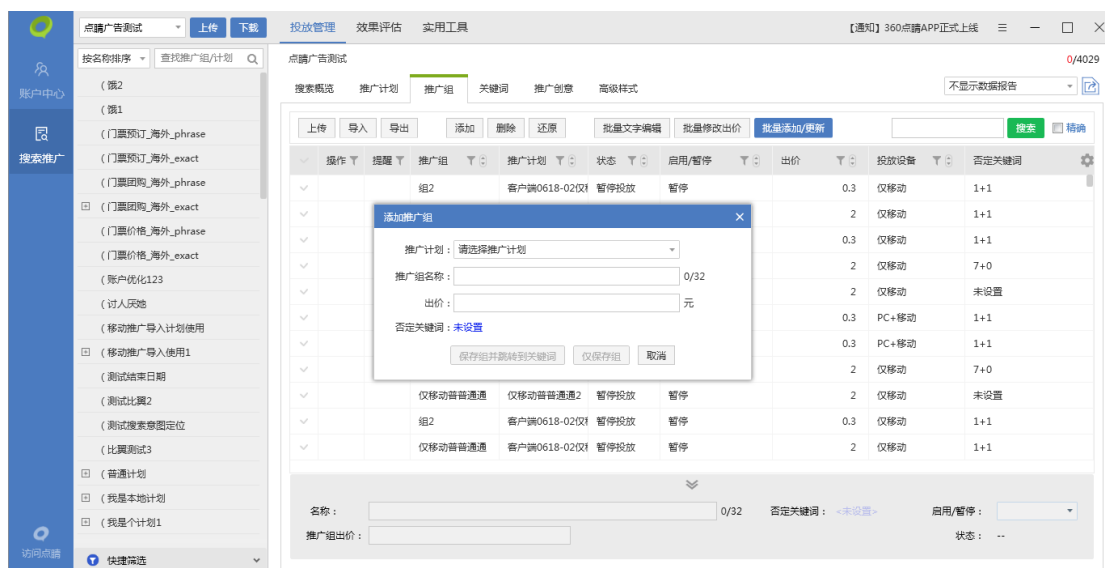 点睛广告测试 上传 下载 投放管理 效果评估 实用工具 【通知】360点睛APP正式上线
按名称排序 查找推广组/计划 点睛广告测试 0/4029
账户中心
搜索推广
访问点睛
(饿2
(饿1
(门票预订_海外_phrase
(门票预订_海外_exact
(门票团购_海外_phrase
(门票团购_海外_exact
(门票价格_海外_phrase
(门票价格_海外_exact
(账户优化123
(讨人厌她
(移动推广导入计划使用
(移动推广导入使用1
(测试结束日期
(测试比翼2
(测试搜索意图定位
(比翼测试3
(普通计划
(我是本地计划
(我是个计划1
快捷筛选
搜索概览 推广计划 推广组 关键词 推广创意 高级样式 不显示数据报告
上传 导入 导出 添加 删除 还原 批量文字编辑 批量修改出价 批量添加/更新 搜索 精确
操作 提醒 推广组 推广计划 状态 启用/暂停 出价 投放设备 否定关键词
组2 客户端0618-02仅移 暂停投放 暂停 0.3 仅移动 1+1
2 仅移动 1+1
0.3 仅移动 1+1
2 仅移动 7+0
2 仅移动 未设置
0.3 PC+移动 1+1
0.3 PC+移动 1+1
2 仅移动 7+0
仅移动普普通通 仅移动普普通通2 暂停投放 暂停 2 仅移动 未设置
组2 客户端0618-02仅移 暂停投放 暂停 0.3 仅移动 1+1
仅移动普普通通 客户端0618-02仅移 暂停投放 暂停 2 仅移动 1+1
添加推广组
推广计划： 请选择推广计划
推广组名称： 0/32
出价： 元
否定关键词：未设置
保存组并跳转到关键词 仅保存组 取消
名称： 0/32 否定关键词： <未设置> 启用/暂停：
推广组出价： 状态： --